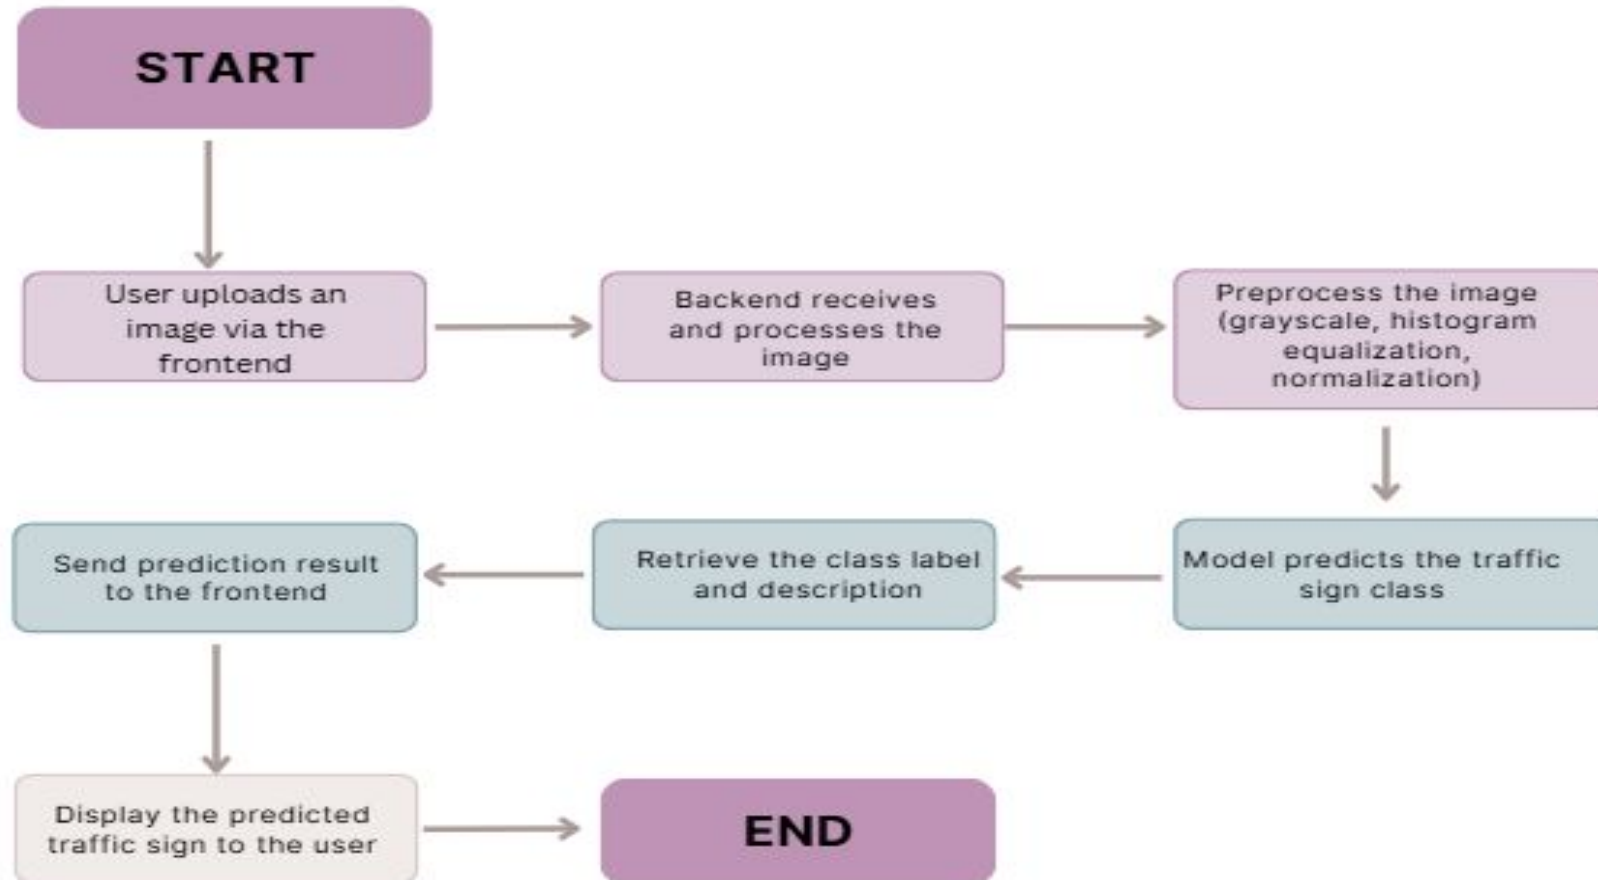 START
User uploads an
image via the
frontend
Backend receives
and processes the
image
Preprocess the image
(grayscale, histogram
equalization,
normalization)
Model predicts the traffic
sign class
Retrieve the class label
and description
Send prediction result
to the frontend
Display the predicted
traffic sign to the user
END